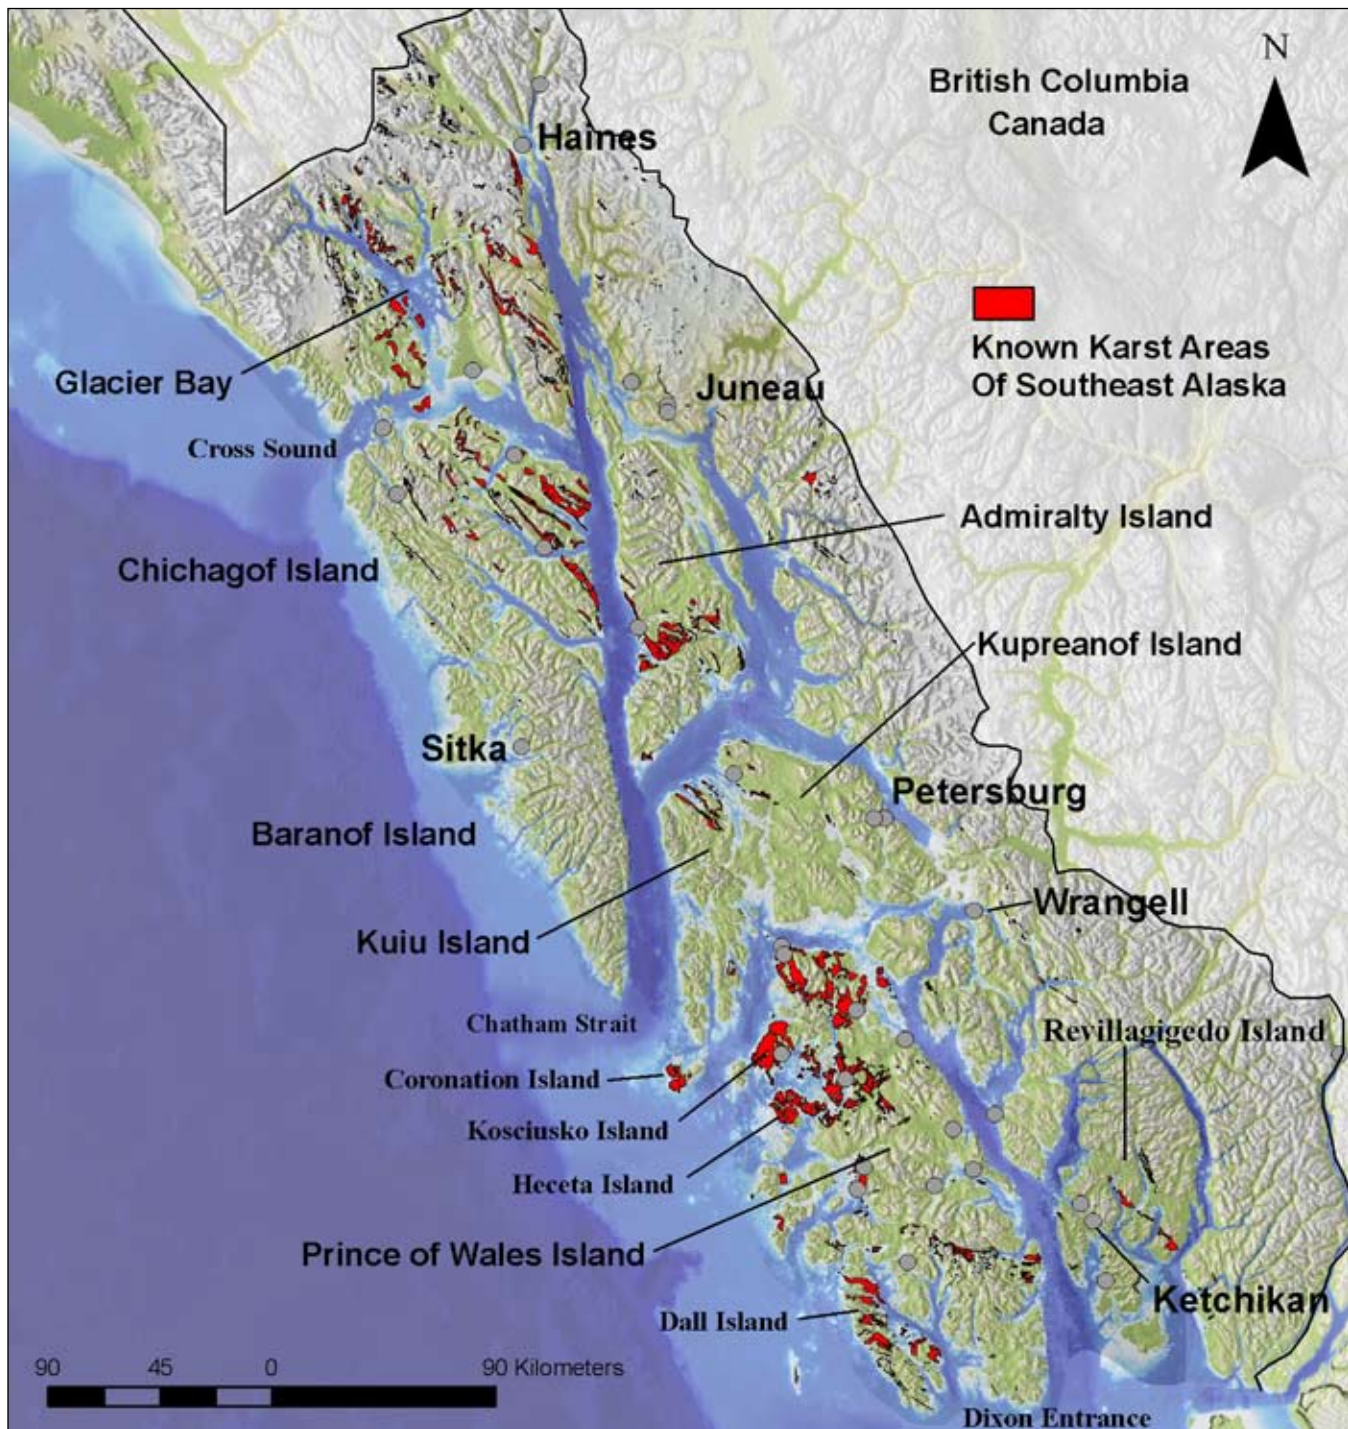 N
British Columbia
Canada
Haines
Known Karst Areas
Of Southeast Alaska
Glacier Bay
Juneau
Cross Sound
Admiralty Island
Chichagof Island
Kupreanof Island
Sitka
Petersburg
Baranof Island
Wrangell
Kuiu Island
Chatham Strait
Revillagigedo Island
Coronation Island
Kosciusko Island
Heceta Island
Prince of Wales Island
Ketchikan
Dall Island
90 45 0 90 Kilometers
Dixon Entrance